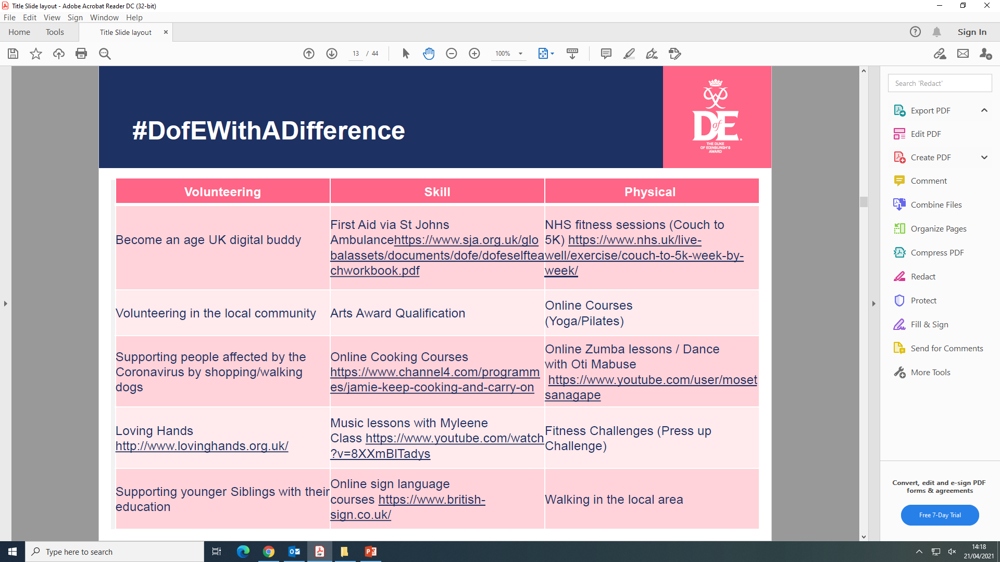 Title Slide layout - Adobe Acrobat Reader DC (32-bit)
File Edit View Sign Window Help
Home Tools Title Slide layout
Sign In
13 / 44
100%
#DofEWithADifference
DofE
THE DUKE
OF EDINBURGH'S
AWARD
Volunteering Skill Physical
Become an age UK digital buddy
First Aid via St Johns
Ambulancehttps://www.sja.org.uk/glo
balassets/documents/dofe/dofeselftea
chworkbook.pdf
NHS fitness sessions (Couch to
5K) https://www.nhs.uk/live-
well/exercise/couch-to-5k-week-by-
week/
Volunteering in the local community
Arts Award Qualification
Online Courses
(Yoga/Pilates)
Supporting people affected by the
Coronavirus by shopping/walking
dogs
Online Cooking Courses
https://www.channel4.com/programm
es/jamie-keep-cooking-and-carry-on
Online Zumba lessons / Dance
with Oti Mabuse
https://www.youtube.com/user/moset
sanagape
Loving Hands
http://www.lovinghands.org.uk/
Music lessons with Myleene
Class https://www.youtube.com/watch
?v=8XXmBITadys
Fitness Challenges (Press up
Challenge)
Supporting younger Siblings with their
education
Online sign language
courses https://www.british-
sign.co.uk/
Walking in the local area
Search 'Redact'
Export PDF
Edit PDF
Create PDF
Comment
Combine Files
Organize Pages
Compress PDF
Redact
Protect
Fill & Sign
Send for Comments
More Tools
Convert, edit and e-sign PDF
forms & agreements
Free 7-Day Trial
Type here to search
14:18
21/04/2021